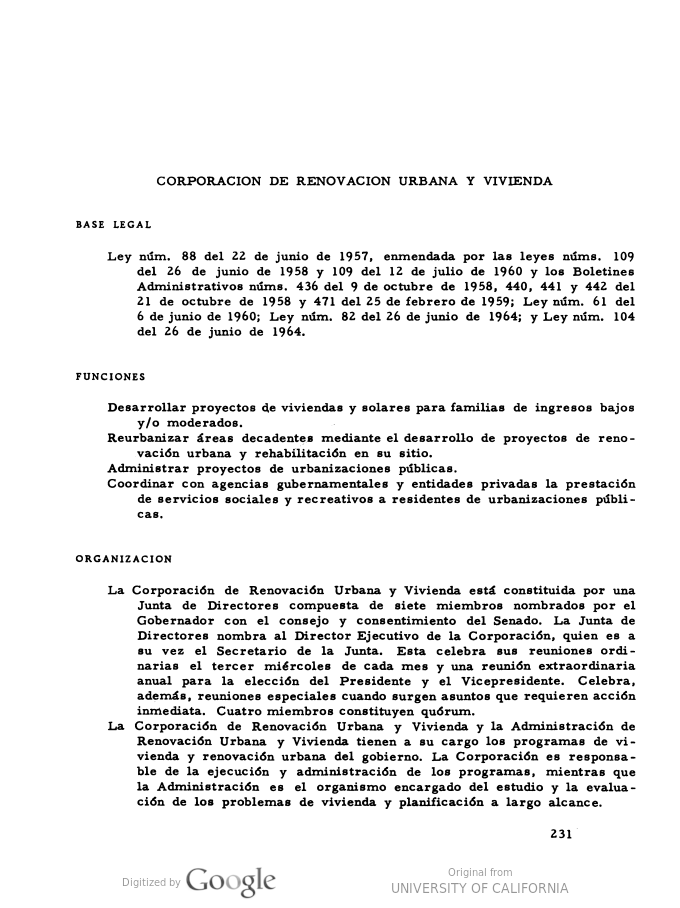 CORPORACION DE RENOVACION URBANA Y VIVIENDA
BASE LEGAL
Ley núm. 88 del 22 de junio de 1957, enmendada por las leyes núms. 109
del 26 de junio de 1958 y 109 del 12 de julio de 1960 y los Boletines
Administrativos núms. 436 del 9 de octubre de 1958, 440, 441 y 442 del
21 de octubre de 1958 y 471 del 25 de febrero de 1959; Ley núm. 61 del
6 de junio de 1960; Ley núm. 82 del 26 de junio de 1964; y Ley núm. 104
del 26 de junio de 1964.
FUNCIONES
Desarrollar proyectos de viviendas y solares para familias de ingresos bajos
y/o moderados.
Reurbanizar áreas decadentes mediante el desarrollo de proyectos de reno-
vación urbana y rehabilitación en su sitio.
Administrar proyectos de urbanizaciones públicas.
Coordinar con agencias gubernamentales y entidades privadas la prestación
de servicios sociales y recreativos a residentes de urbanizaciones públi-
cas.
ORGANIZACION
La Corporación de Renovación Urbana y Vivienda está constituida por una
Junta de Directores compuesta de siete miembros nombrados por el
Gobernador con el consejo y consentimiento del Senado. La Junta de
Directores nombra al Director Ejecutivo de la Corporación, quien es a
su vez el Secretario de la Junta. Esta celebra sus reuniones ordi-
narias el tercer miércoles de cada mes y una reunión extraordinaria
anual para la elección del Presidente y el Vicepresidente. Celebra,
además, reuniones especiales cuando surgen asuntos que requieren acción
inmediata. Cuatro miembros constituyen quórum.
La Corporación de Renovación Urbana y Vivienda y la Administración de
Renovación Urbana y Vivienda tienen a su cargo los programas de vi-
vienda y renovación urbana del gobierno. La Corporación es responsa-
ble de la ejecución y administración de los programas, mientras que
la Administración es el organismo encargado del estudio y la evalua-
ción de los problemas de vivienda y planificación a largo alcance.
231
Digitized by Google
Original from
UNIVERSITY OF CALIFORNIA